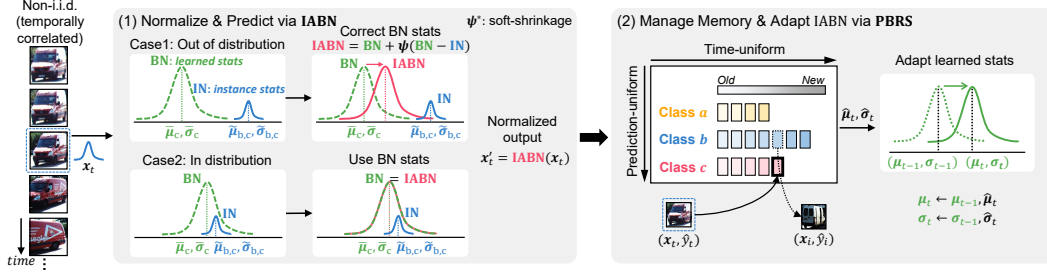 Non-i.i.d.
(temporally
correlated)
x_t
time
(1) Normalize & Predict via IABN
ψ*: soft-shrinkage
Case1: Out of distribution
BN: learned stats
IN: instance stats
μ̄_c, σ̄_c μ̃_b,c, σ̃_b,c
Correct BN stats
IABN = BN + ψ(BN − IN)
BN IABN
IN
μ̄_c, σ̄_c μ̃_b,c, σ̃_b,c
Case2: In distribution
BN
IN
μ̄_c, σ̄_c μ̃_b,c, σ̃_b,c
Use BN stats
BN = IABN
IN
μ̄_c, σ̄_c μ̃_b,c, σ̃_b,c
Normalized
output
x′_t = IABN(x_t)
(2) Manage Memory & Adapt IABN via PBRS
Time-uniform
Prediction-uniform
Old New
Class a
Class b
Class c
(x_t, ŷ_t) (x_i, ŷ_i)
μ̂_t, σ̂_t
Adapt learned stats
(μ_t−1, σ_t−1) (μ_t, σ_t)
μ_t ← μ_t−1, μ̂_t
σ_t ← σ_t−1, σ̂_t